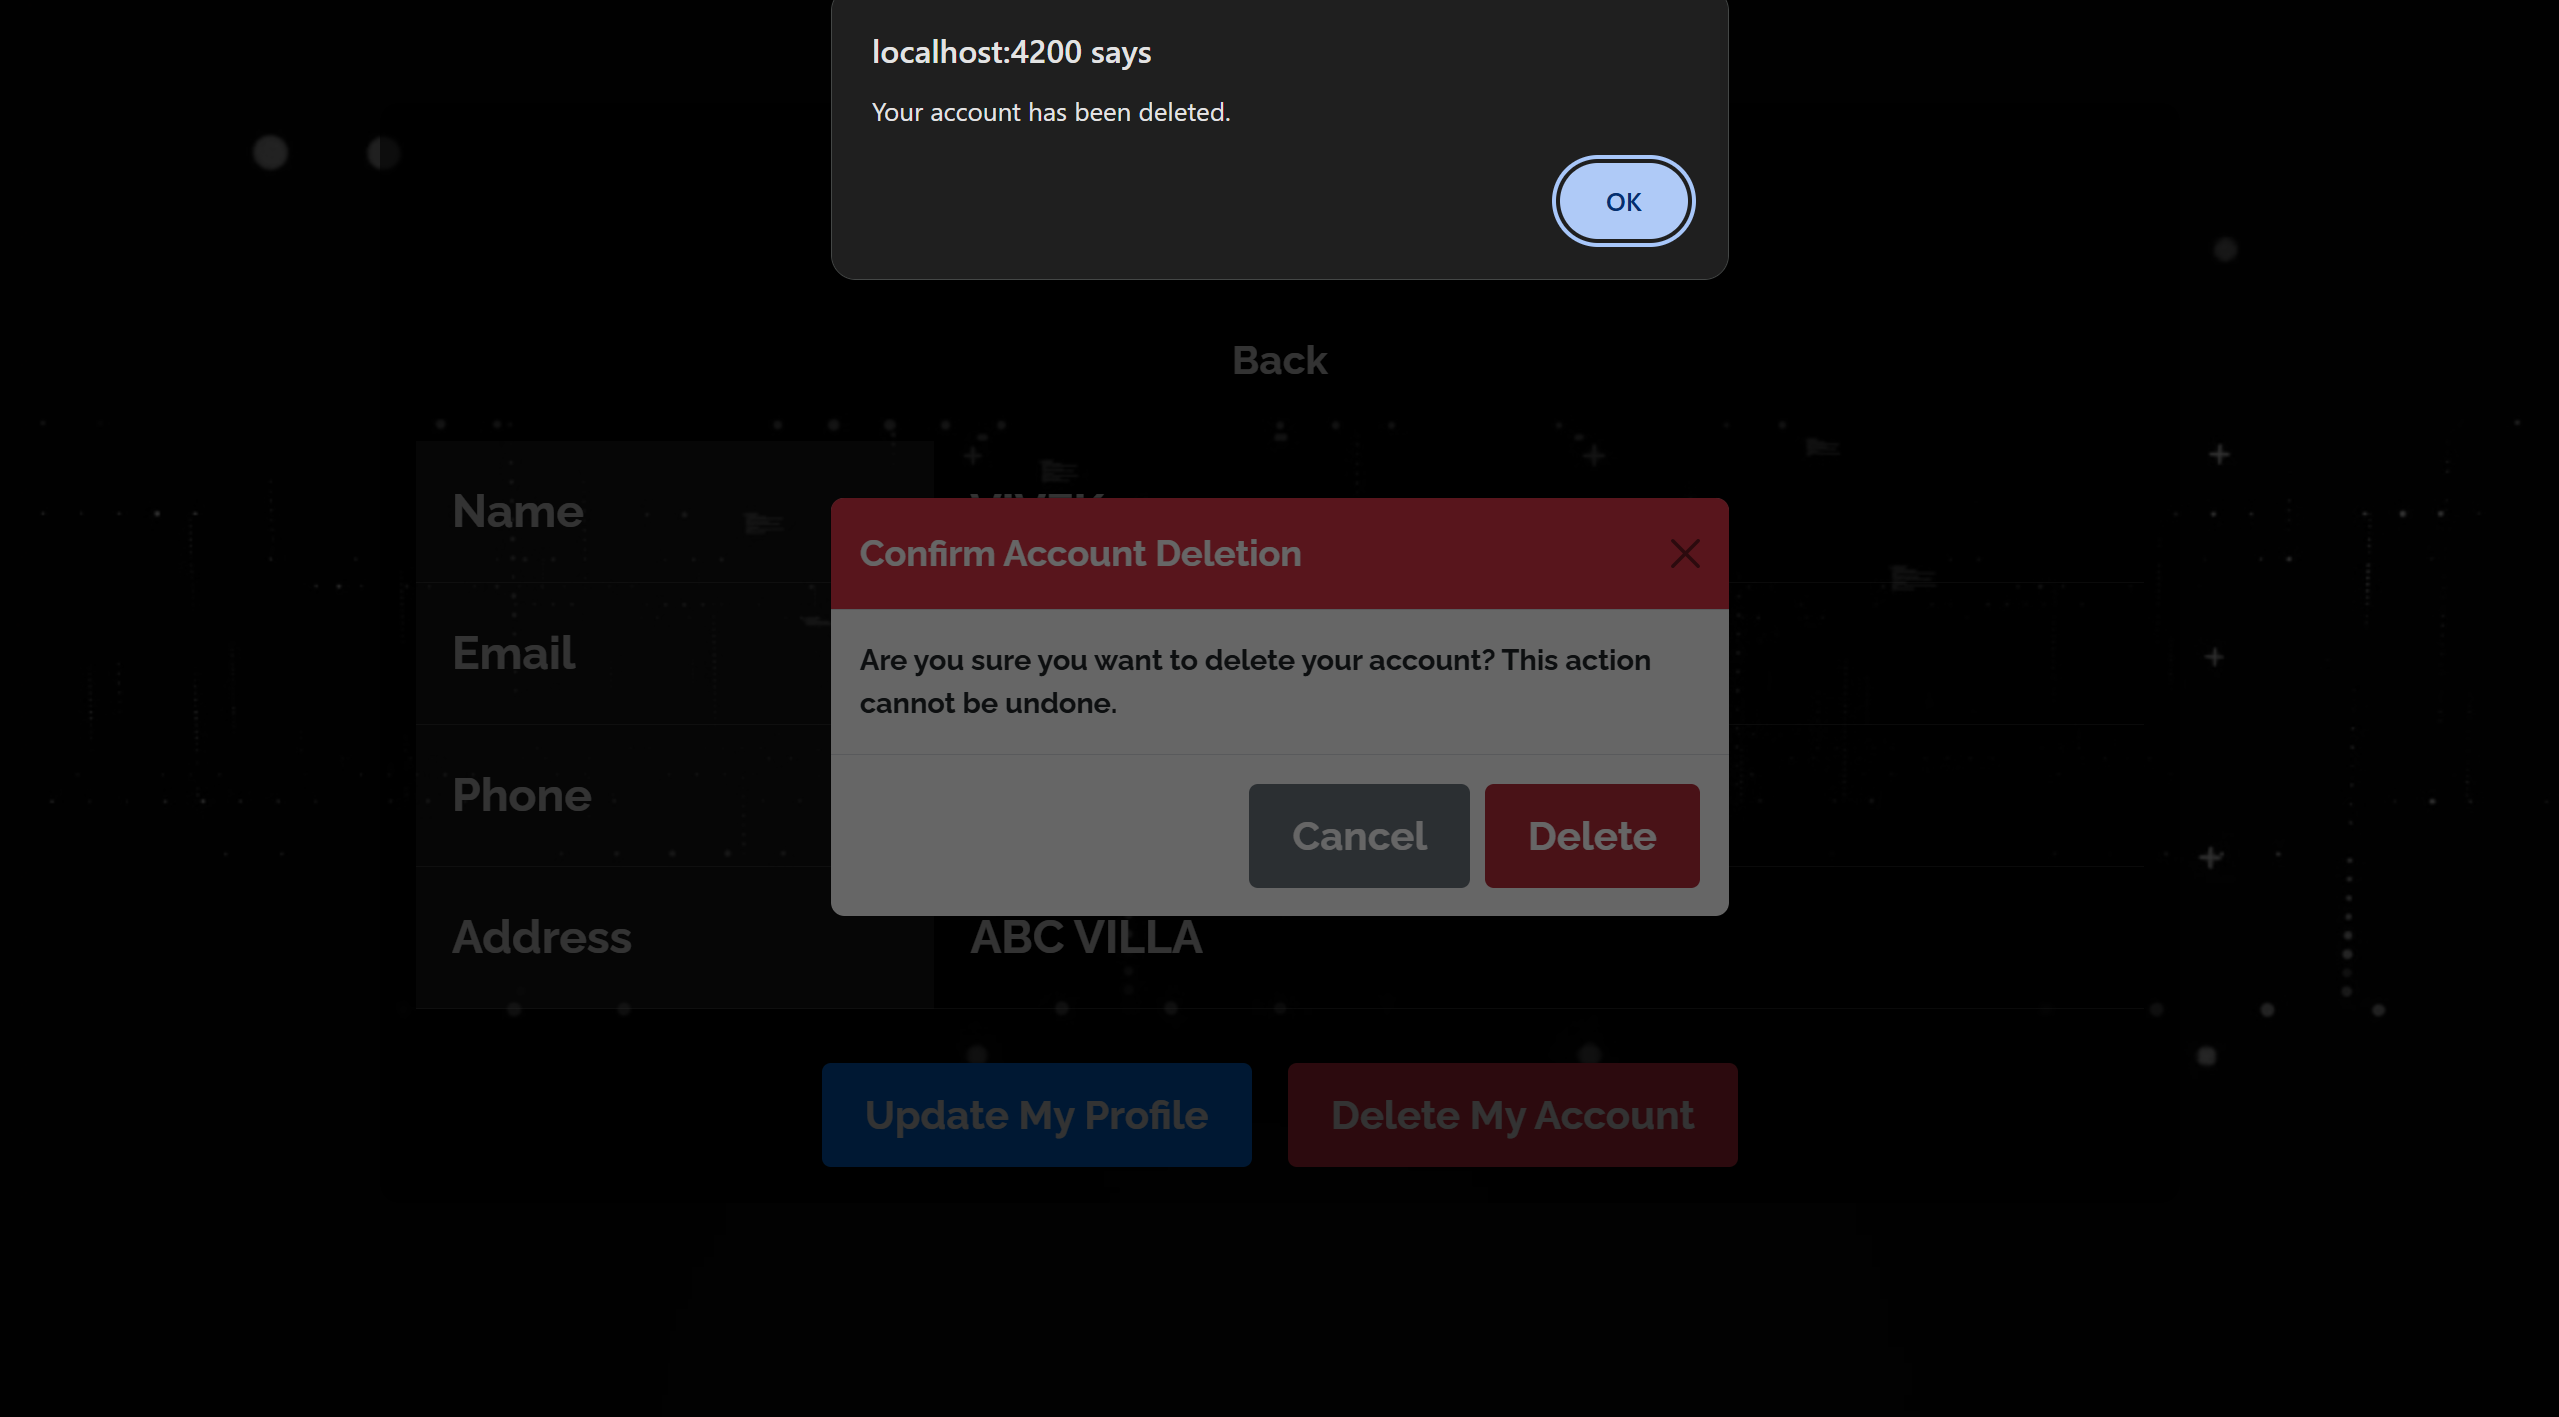 localhost:4200 says
Your account has been deleted.
OK
Back
Name
Confirm Account Deletion
Are you sure you want to delete your account? This action
cannot be undone.
Email
Phone
Cancel Delete
Address ABC VILLA
Update My Profile Delete My Account